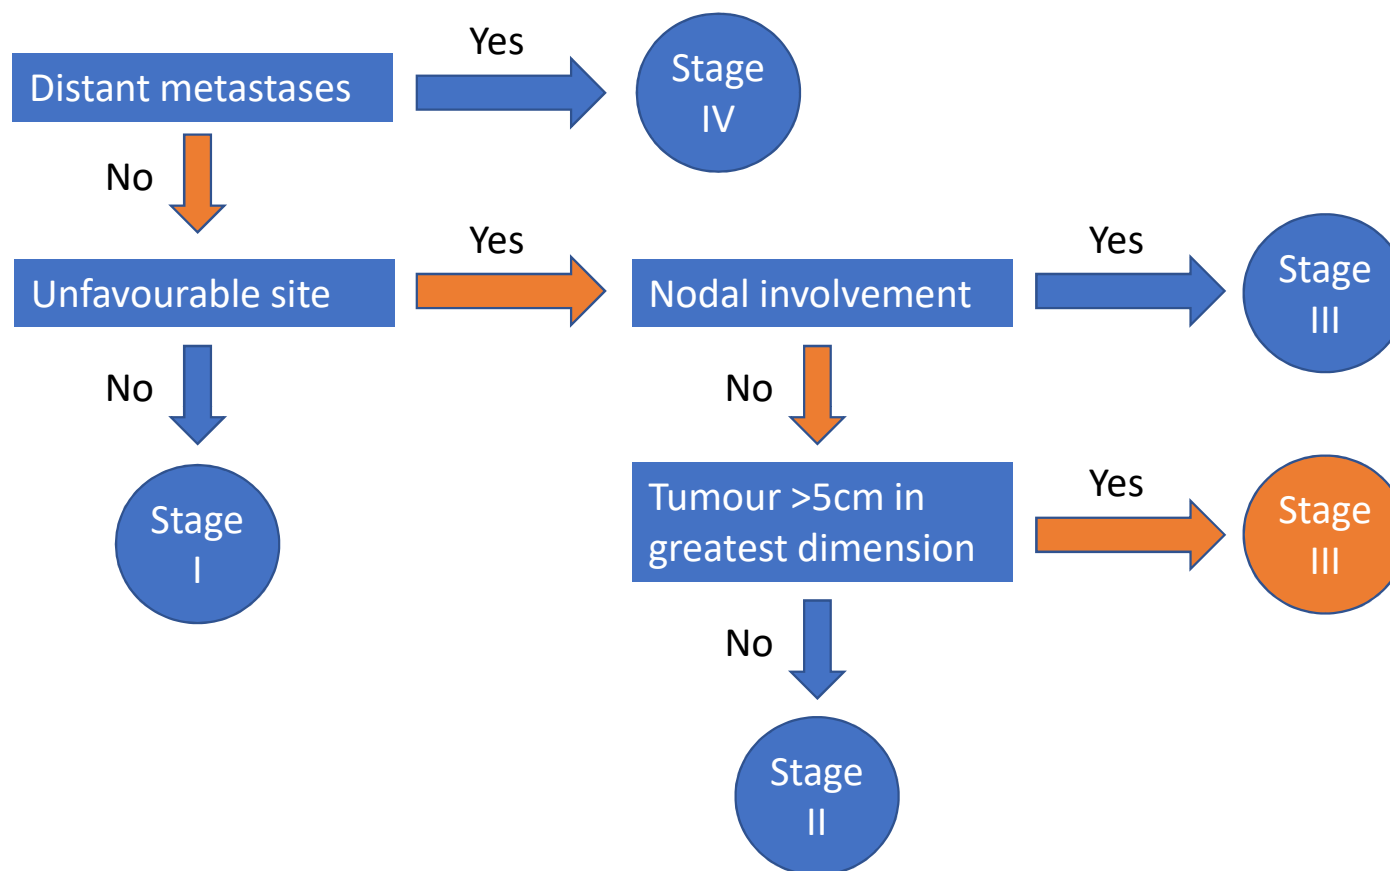 Distant metastases
Yes
Stage
IV
No
Unfavourable site
Yes
Nodal involvement
Yes
Stage
III
No
Stage
I
No
Tumour >5cm in
greatest dimension
Yes
Stage
III
No
Stage
II